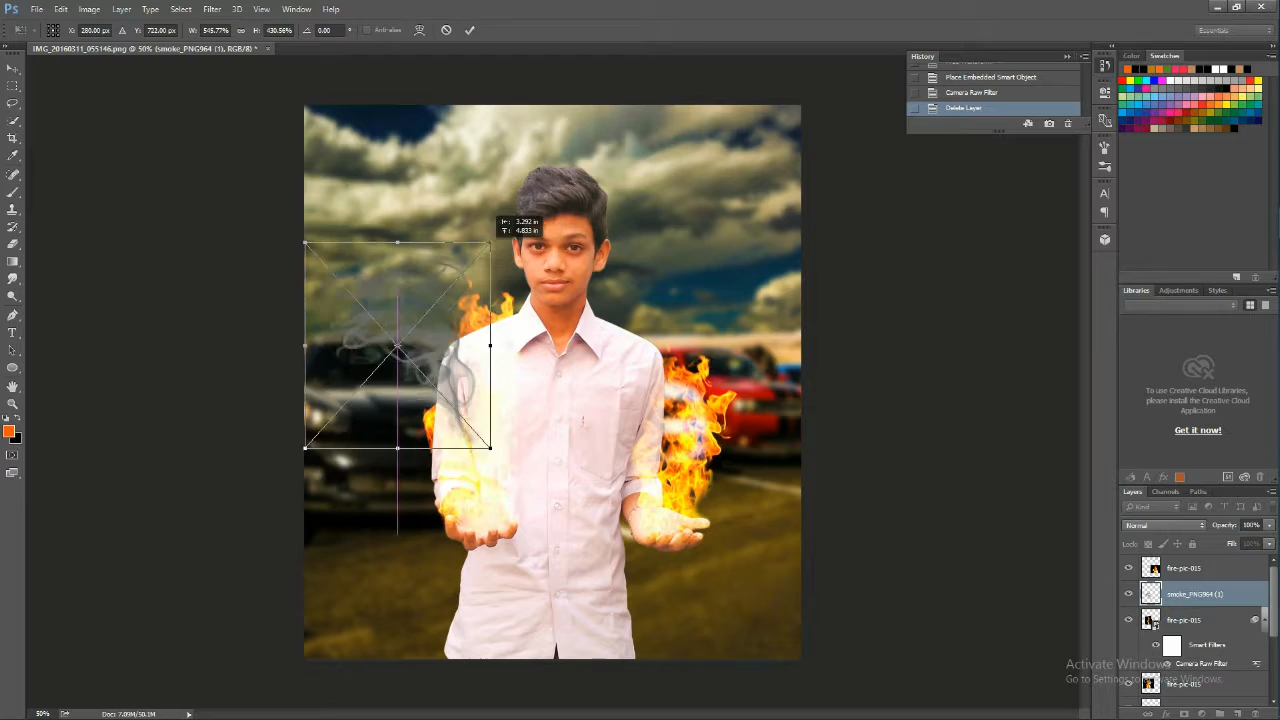 Ps File Edit Image Layer Type Select Filter 3D View Window Help
X: 280.00 px Y: 722.00 px W: 545.77% H: 430.56% 0.00 ° Anti-alias Essentials
IMG_20160311_055146.png @ 50% (smoke_PNG964 (1), RGB/8) * ×
History
Place Embedded Smart Object
Camera Raw Filter
Delete Layer
Color Swatches
3.292 in
4.833 in
Libraries Adjustments Styles
To use Creative Cloud Libraries,
please install the Creative Cloud
Application
Get it now!
Layers Channels Paths
Kind
Normal Opacity: 100%
Lock: Fill: 100%
fire-pic-015
smoke_PNG964 (1)
fire-pic-015
Smart Filters
Camera Raw Filter
fire-pic-015
Activate Windows
Go to Settings to activate Windows.
50% Doc: 7.09M/50.1M